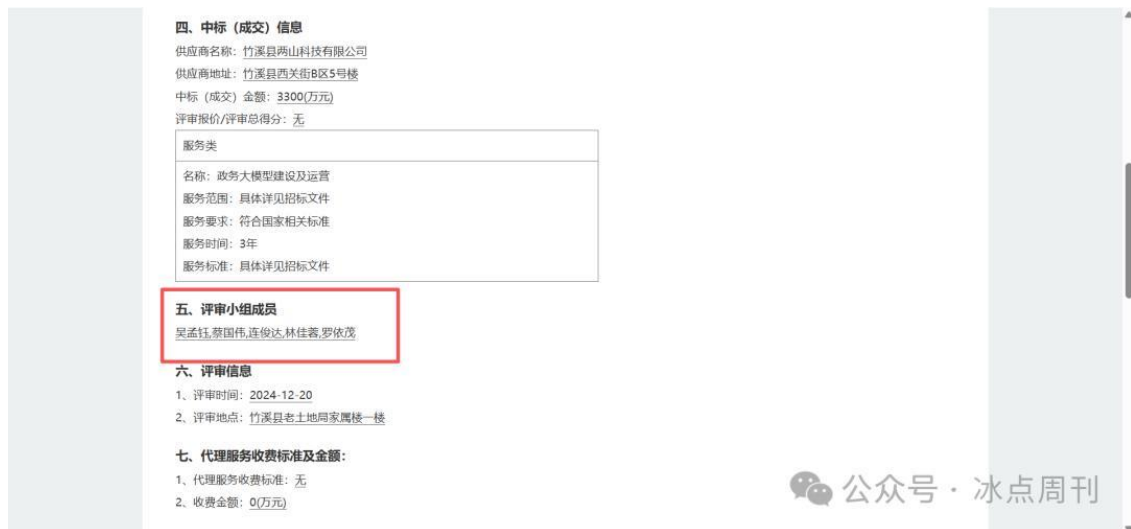 四、中标（成交）信息
供应商名称：竹溪县两山科技有限公司
供应商地址：竹溪县西关街B区5号楼
中标（成交）金额：3300(万元)
评审报价/评审总得分：无
服务类
名称：政务大模型建设及运营
服务范围：具体详见招标文件
服务要求：符合国家相关标准
服务时间：3年
服务标准：具体详见招标文件
五、评审小组成员
吴孟钰,蔡国伟,连俊达,林佳蓉,罗依茂
六、评审信息
1、评审时间：2024-12-20
2、评审地点：竹溪县老土地局家属楼一楼
七、代理服务收费标准及金额：
1、代理服务收费标准：无
2、收费金额：0(万元)
公众号·冰点周刊